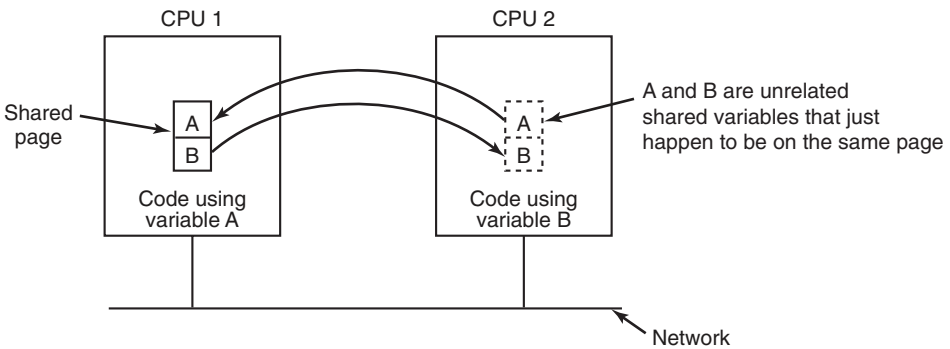 CPU 1
CPU 2
Shared
page
A
B
A
B
A and B are unrelated
shared variables that just
happen to be on the same page
Code using
variable A
Code using
variable B
Network